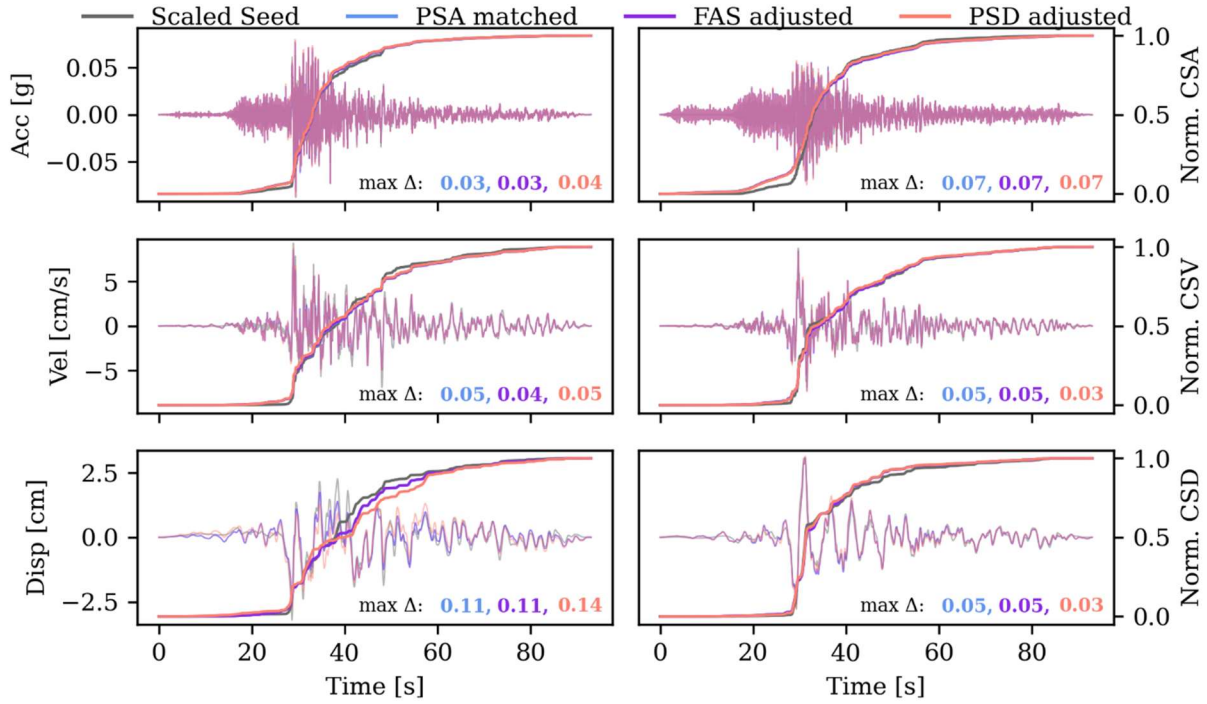 Scaled Seed PSA matched FAS adjusted PSD adjusted
Acc [g]
0.05
0.00
−0.05
max Δ: 0.03, 0.03, 0.04
max Δ: 0.07, 0.07, 0.07
1.0
0.5
0.0
Norm. CSA
Vel [cm/s]
5
0
−5
max Δ: 0.05, 0.04, 0.05
max Δ: 0.05, 0.05, 0.03
1.0
0.5
0.0
Norm. CSV
Disp [cm]
2.5
0.0
−2.5
max Δ: 0.11, 0.11, 0.14
max Δ: 0.05, 0.05, 0.03
1.0
0.5
0.0
Norm. CSD
0 20 40 60 80
0 20 40 60 80
Time [s]
Time [s]